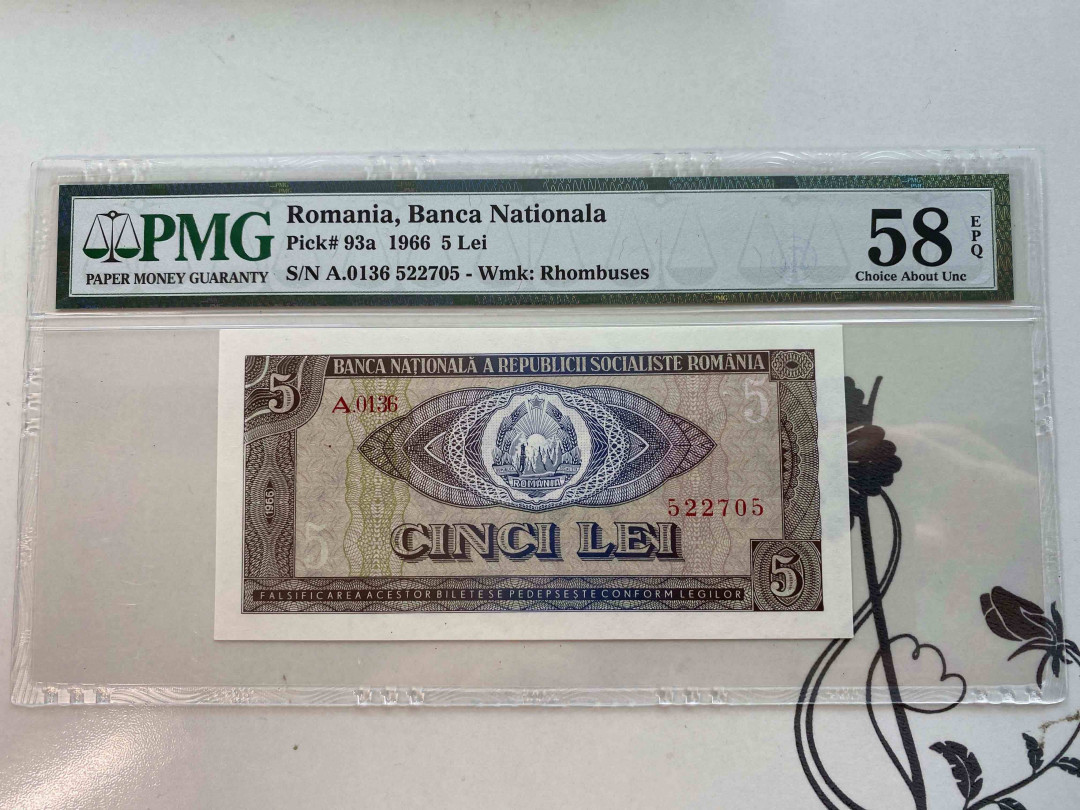 PMG
PAPER MONEY GUARANTY
Romania, Banca Nationala
Pick# 93a 1966 5 Lei
S/N A.0136 522705 - Wmk: Rhombuses
58
EPQ
Choice About Unc
BANCA NAȚIONALĂ A REPUBLICII SOCIALISTE ROMÂNIA
5
5
A.0136
ROMANIA
1966
522705
5
CINCI LEI
5
FALSIFICAREA ACESTOR BILETE SE PEDEPSEȘTE CONFORM LEGILOR